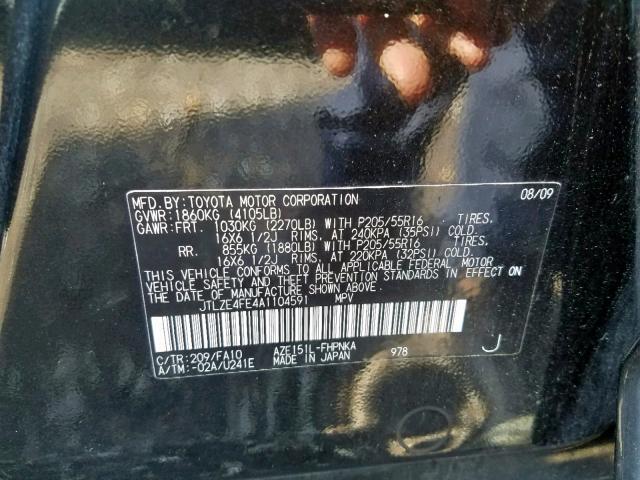 MFD.BY:TOYOTA MOTOR CORPORATION 08/09
GVWR:1860KG (4105LB)
GAWR:FRT. 1030KG (2270LB) WITH P205/55R16 TIRES,
16X6 1/2J RIMS, AT 240KPA (35PSI) COLD.
RR. 855KG (1880LB) WITH P205/55R16 TIRES,
16X6 1/2J RIMS, AT 220KPA (32PSI) COLD.
THIS VEHICLE CONFORMS TO ALL APPLICABLE FEDERAL MOTOR
VEHICLE SAFETY AND THEFT PREVENTION STANDARDS IN EFFECT
ON THE DATE OF MANUFACTURE SHOWN ABOVE.
JTLZE4FE4A1104591 MPV
C/TR:209/FA10 AZE151L-FHPNKA
A/TM:-02A/U241E MADE IN JAPAN 978 J